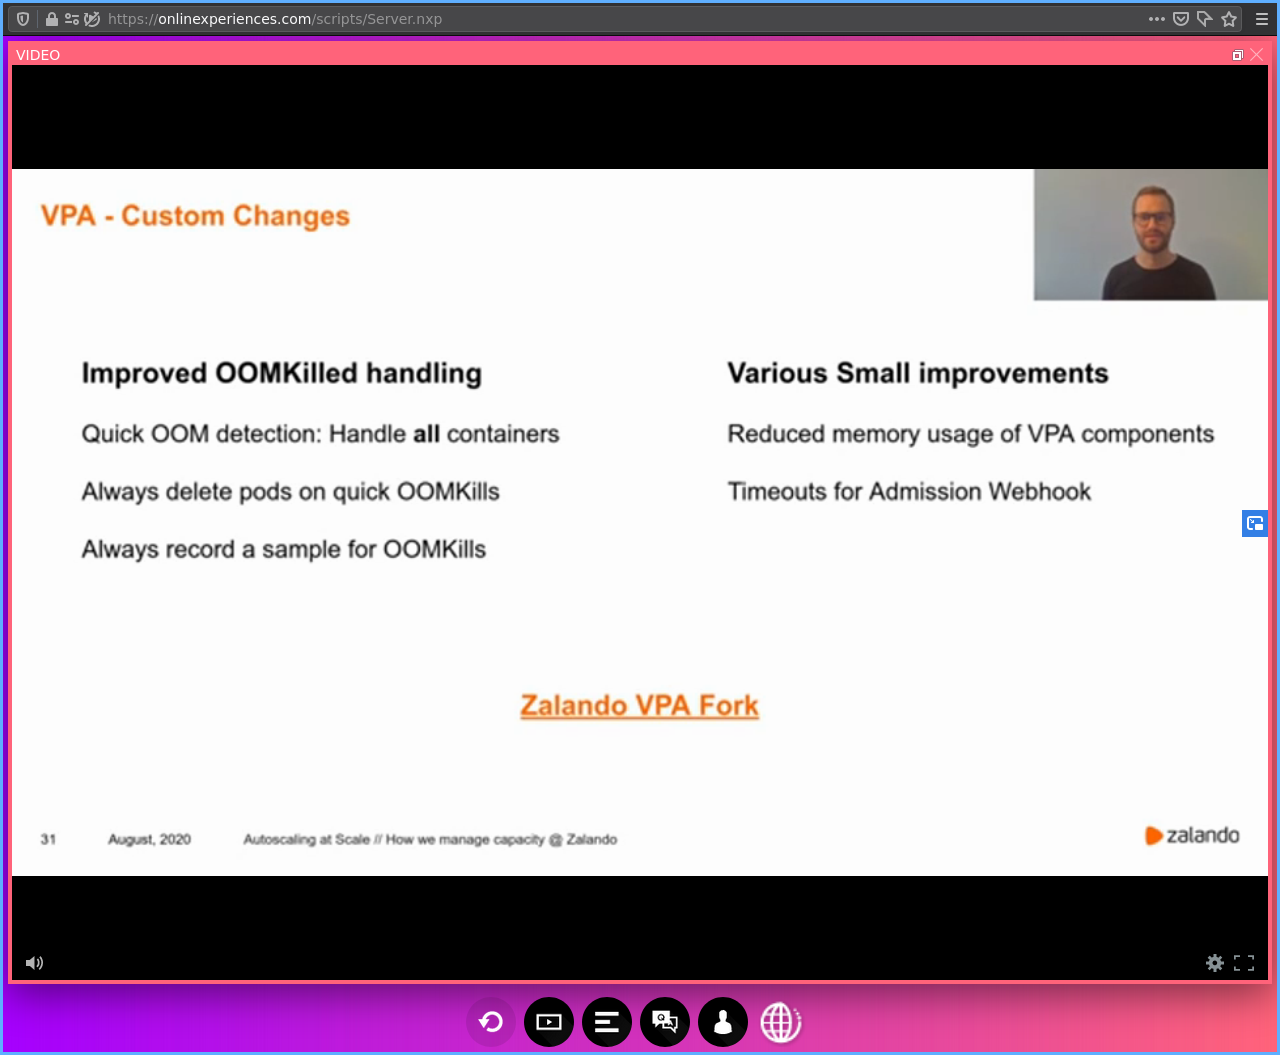 https://onlinexperiences.com/scripts/Server.nxp
VIDEO
VPA - Custom Changes
Improved OOMKilled handling
Quick OOM detection: Handle all containers
Always delete pods on quick OOMKills
Always record a sample for OOMKills
Various Small improvements
Reduced memory usage of VPA components
Timeouts for Admission Webhook
Zalando VPA Fork
31 August, 2020 Autoscaling at Scale // How we manage capacity @ Zalando
zalando